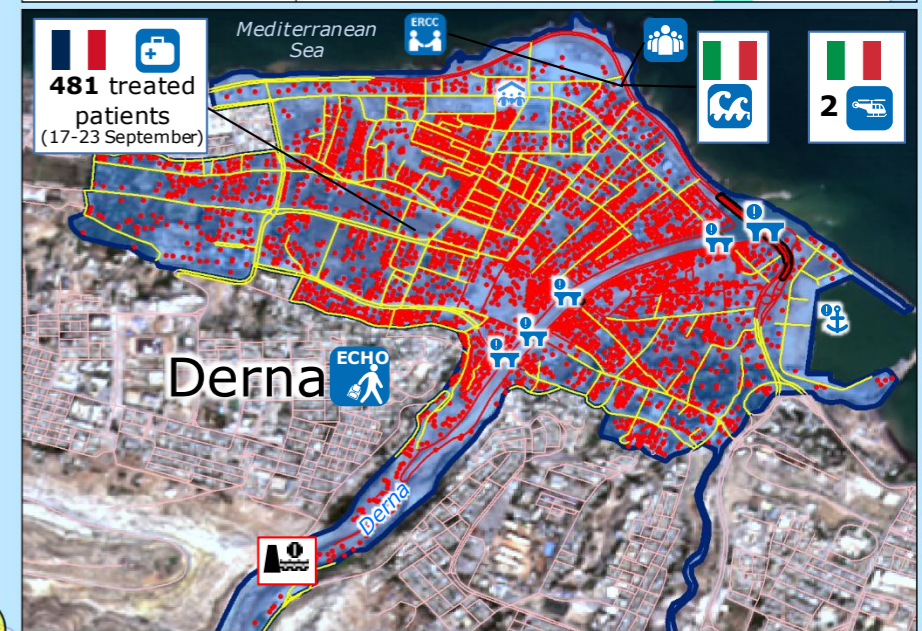 Mediterranean
Sea
ERCC
481 treated
patients
(17-23 September)
2
Derna
ECHO
Derna